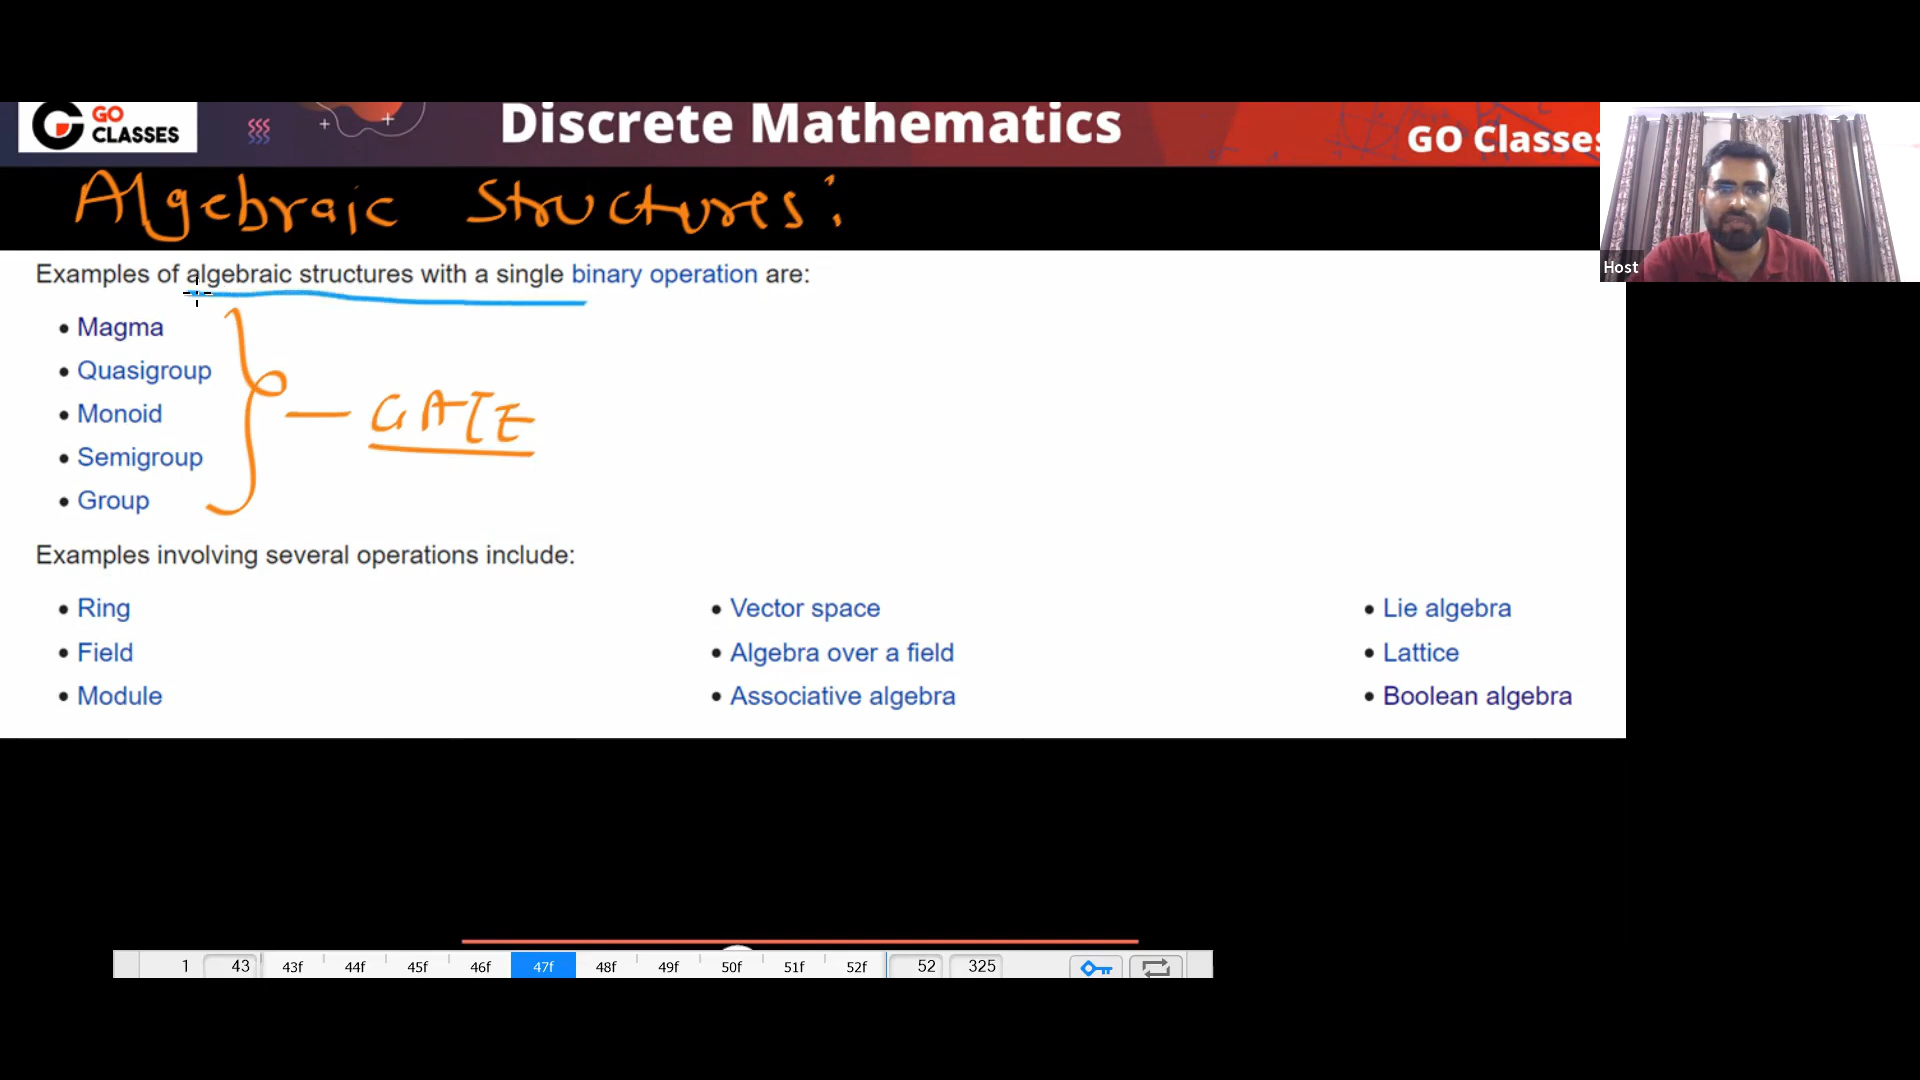 GO
CLASSES
Discrete Mathematics
GO Classes
Algebraic Structures:
Host
Examples of algebraic structures with a single binary operation are:
• Magma
• Quasigroup
• Monoid
• Semigroup
• Group
GATE
Examples involving several operations include:
• Ring
• Field
• Module
• Vector space
• Algebra over a field
• Associative algebra
• Lie algebra
• Lattice
• Boolean algebra
1 43 43f 44f 45f 46f 47f 48f 49f 50f 51f 52f 52 325